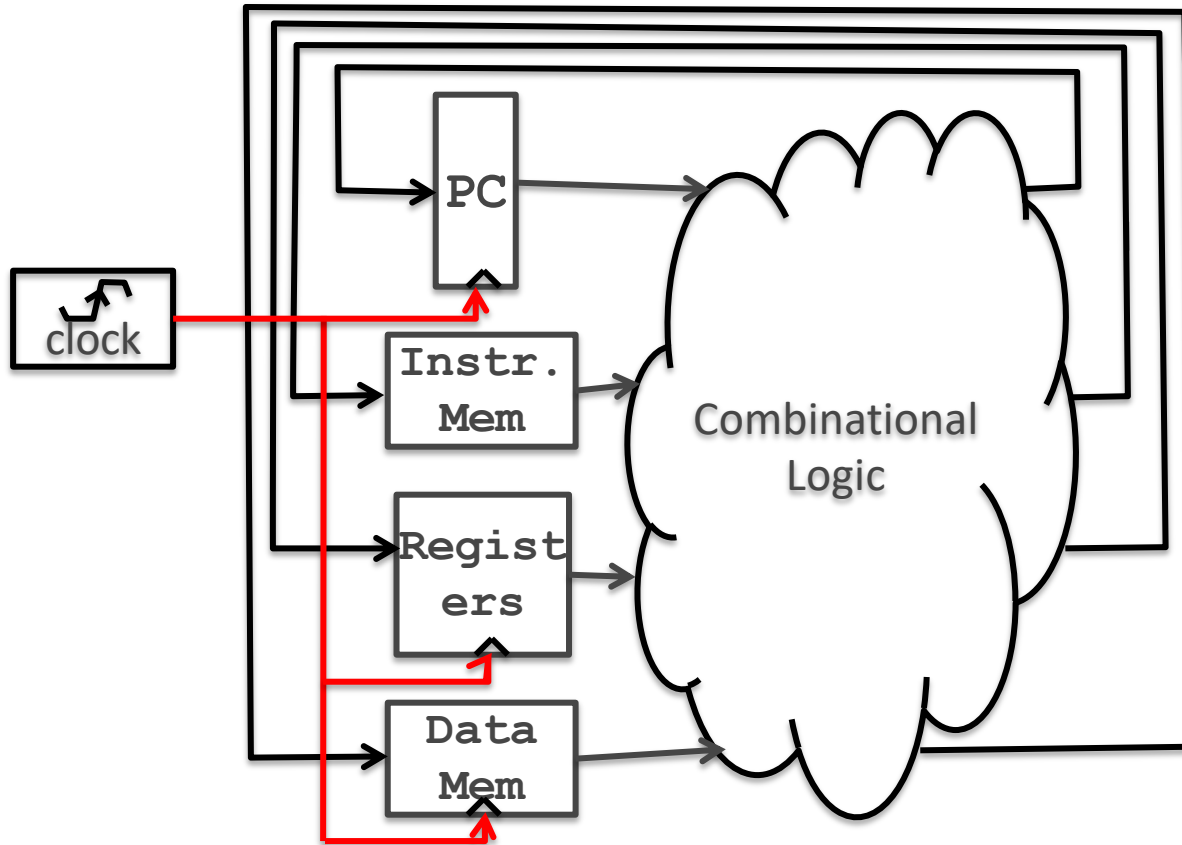 PC
clock
Instr.
Mem
Combinational
Logic
Regist
ers
Data
Mem